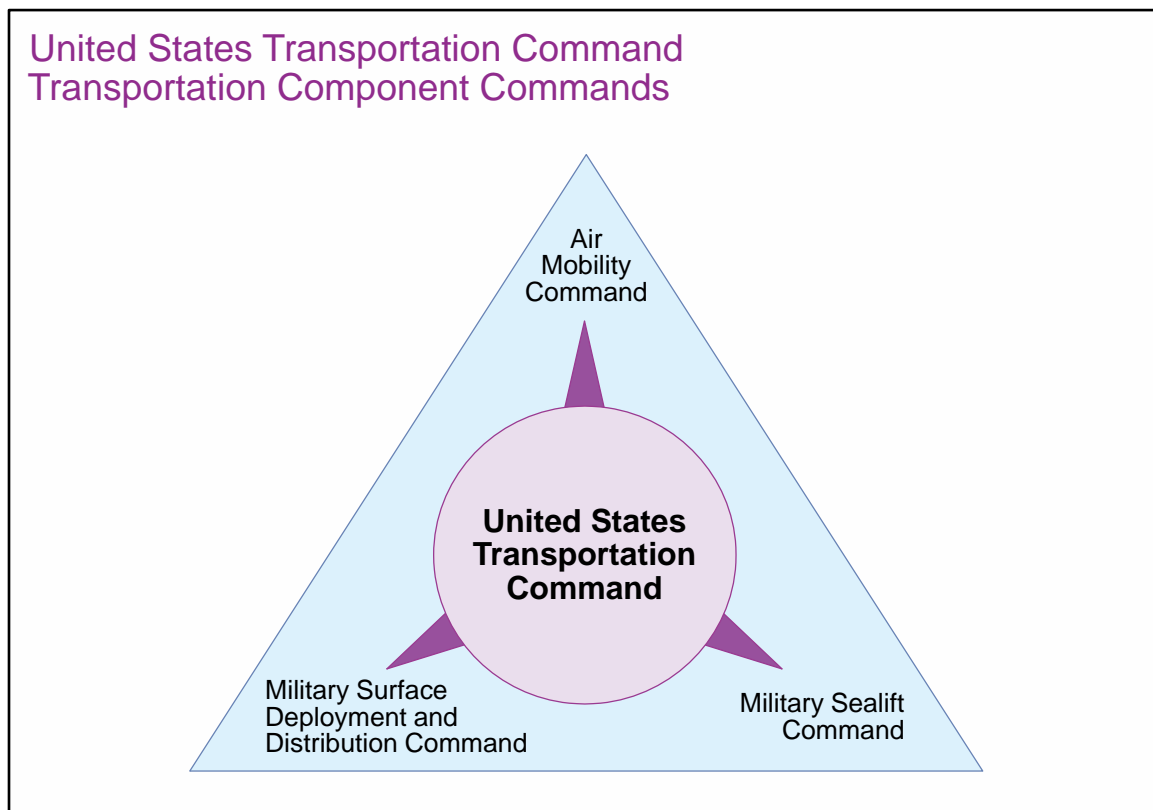 United States Transportation Command
Transportation Component Commands
Air
Mobility
Command
United States
Transportation
Command
Military Surface
Deployment and
Distribution Command
Military Sealift
Command